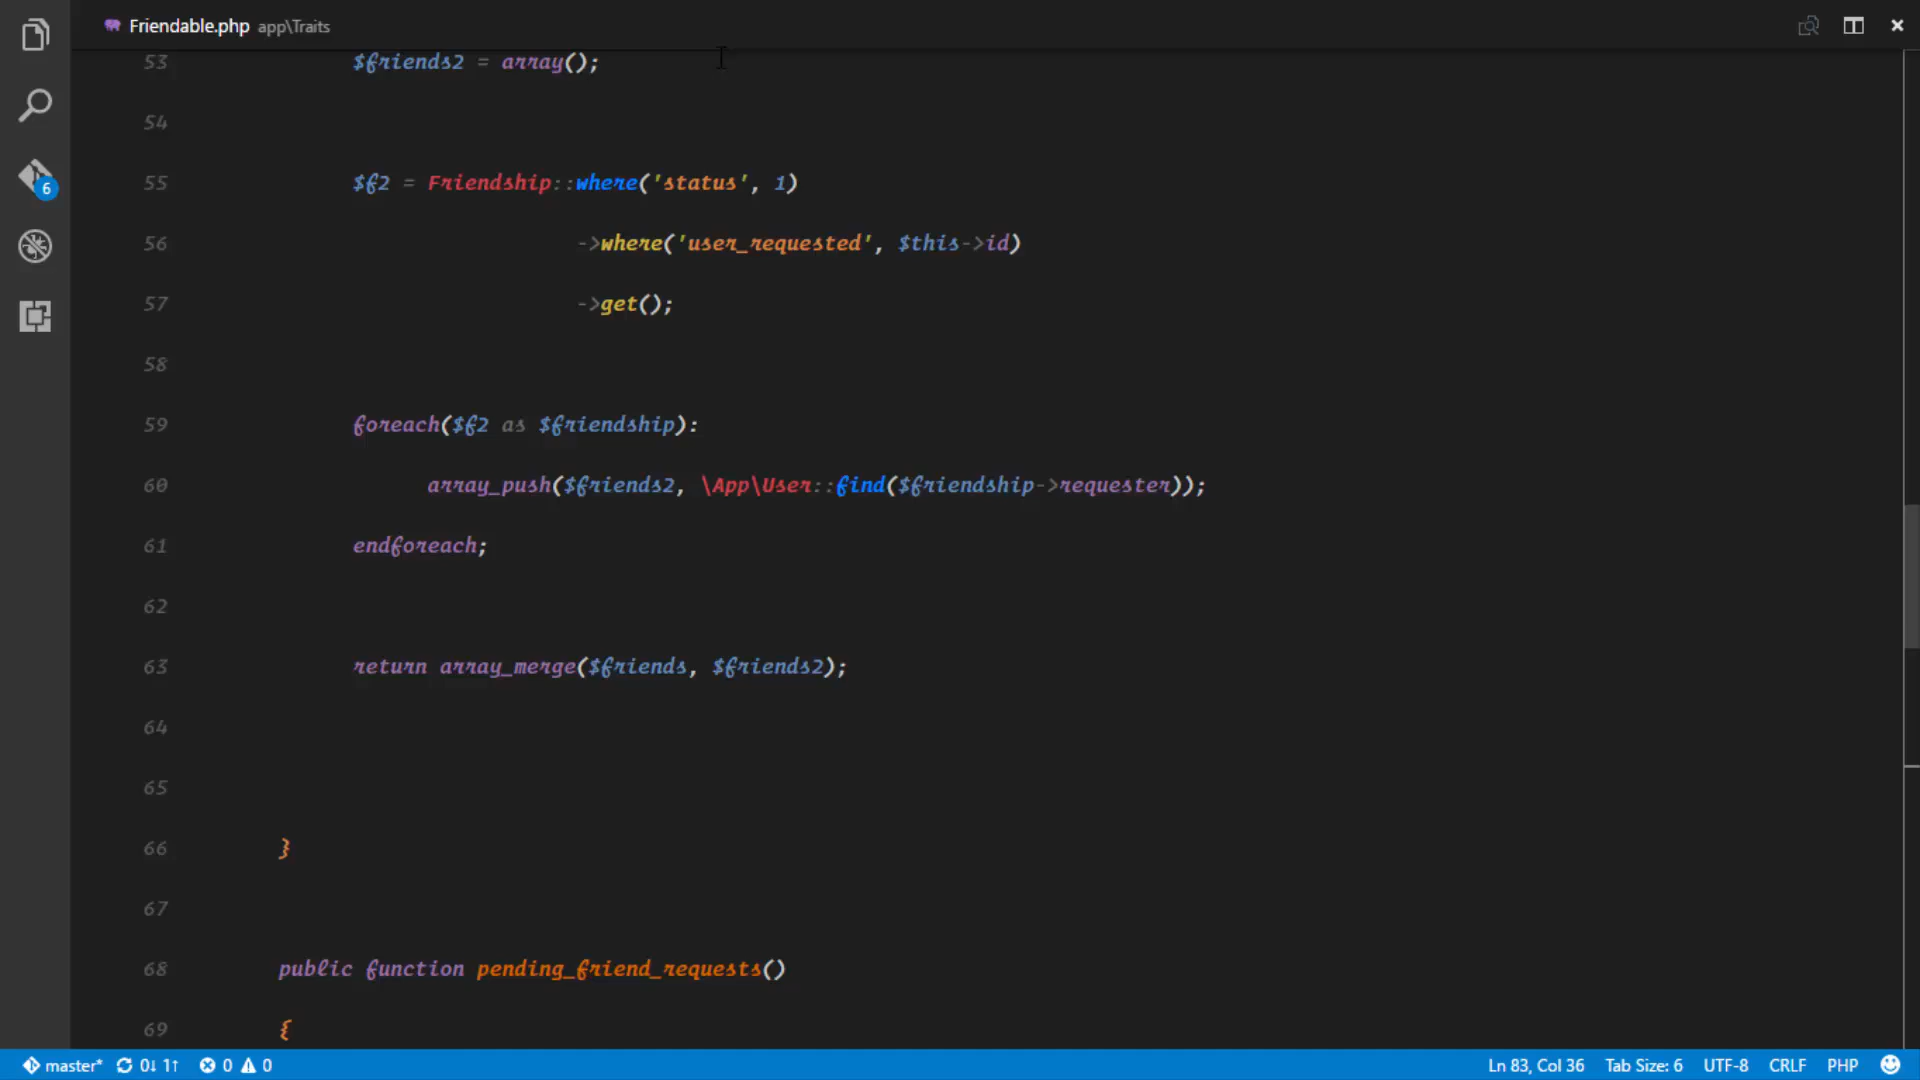 Friendable.php app\Traits
53 $friends2 = array();
54
55 $f2 = Friendship::where('status', 1)
56 ->where('user_requested', $this->id)
57 ->get();
58
59 foreach($f2 as $friendship):
60 array_push($friends2, \App\User::find($friendship->requester));
61 endforeach;
62
63 return array_merge($friends, $friends2);
64
65
66 }
67
68 public function pending_friend_requests()
69 {
6
master* 0↓ 1↑ 0 0 Ln 83, Col 36 Tab Size: 6 UTF-8 CRLF PHP